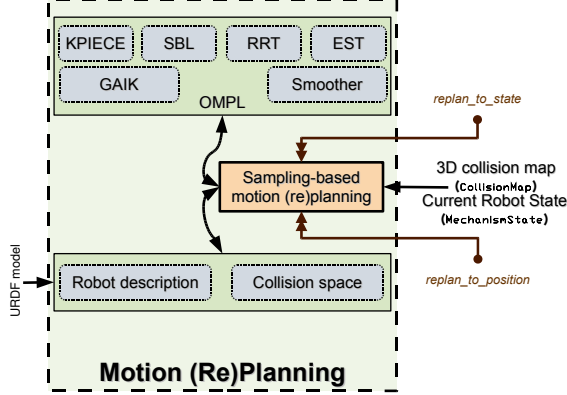 KPIECE SBL RRT EST
GAIK Smoother
OMPL
replan_to_state
Sampling-based
motion (re)planning
3D collision map
(CollisionMap)
Current Robot State
(MechanismState)
replan_to_position
URDF model
Robot description Collision space
Motion (Re)Planning